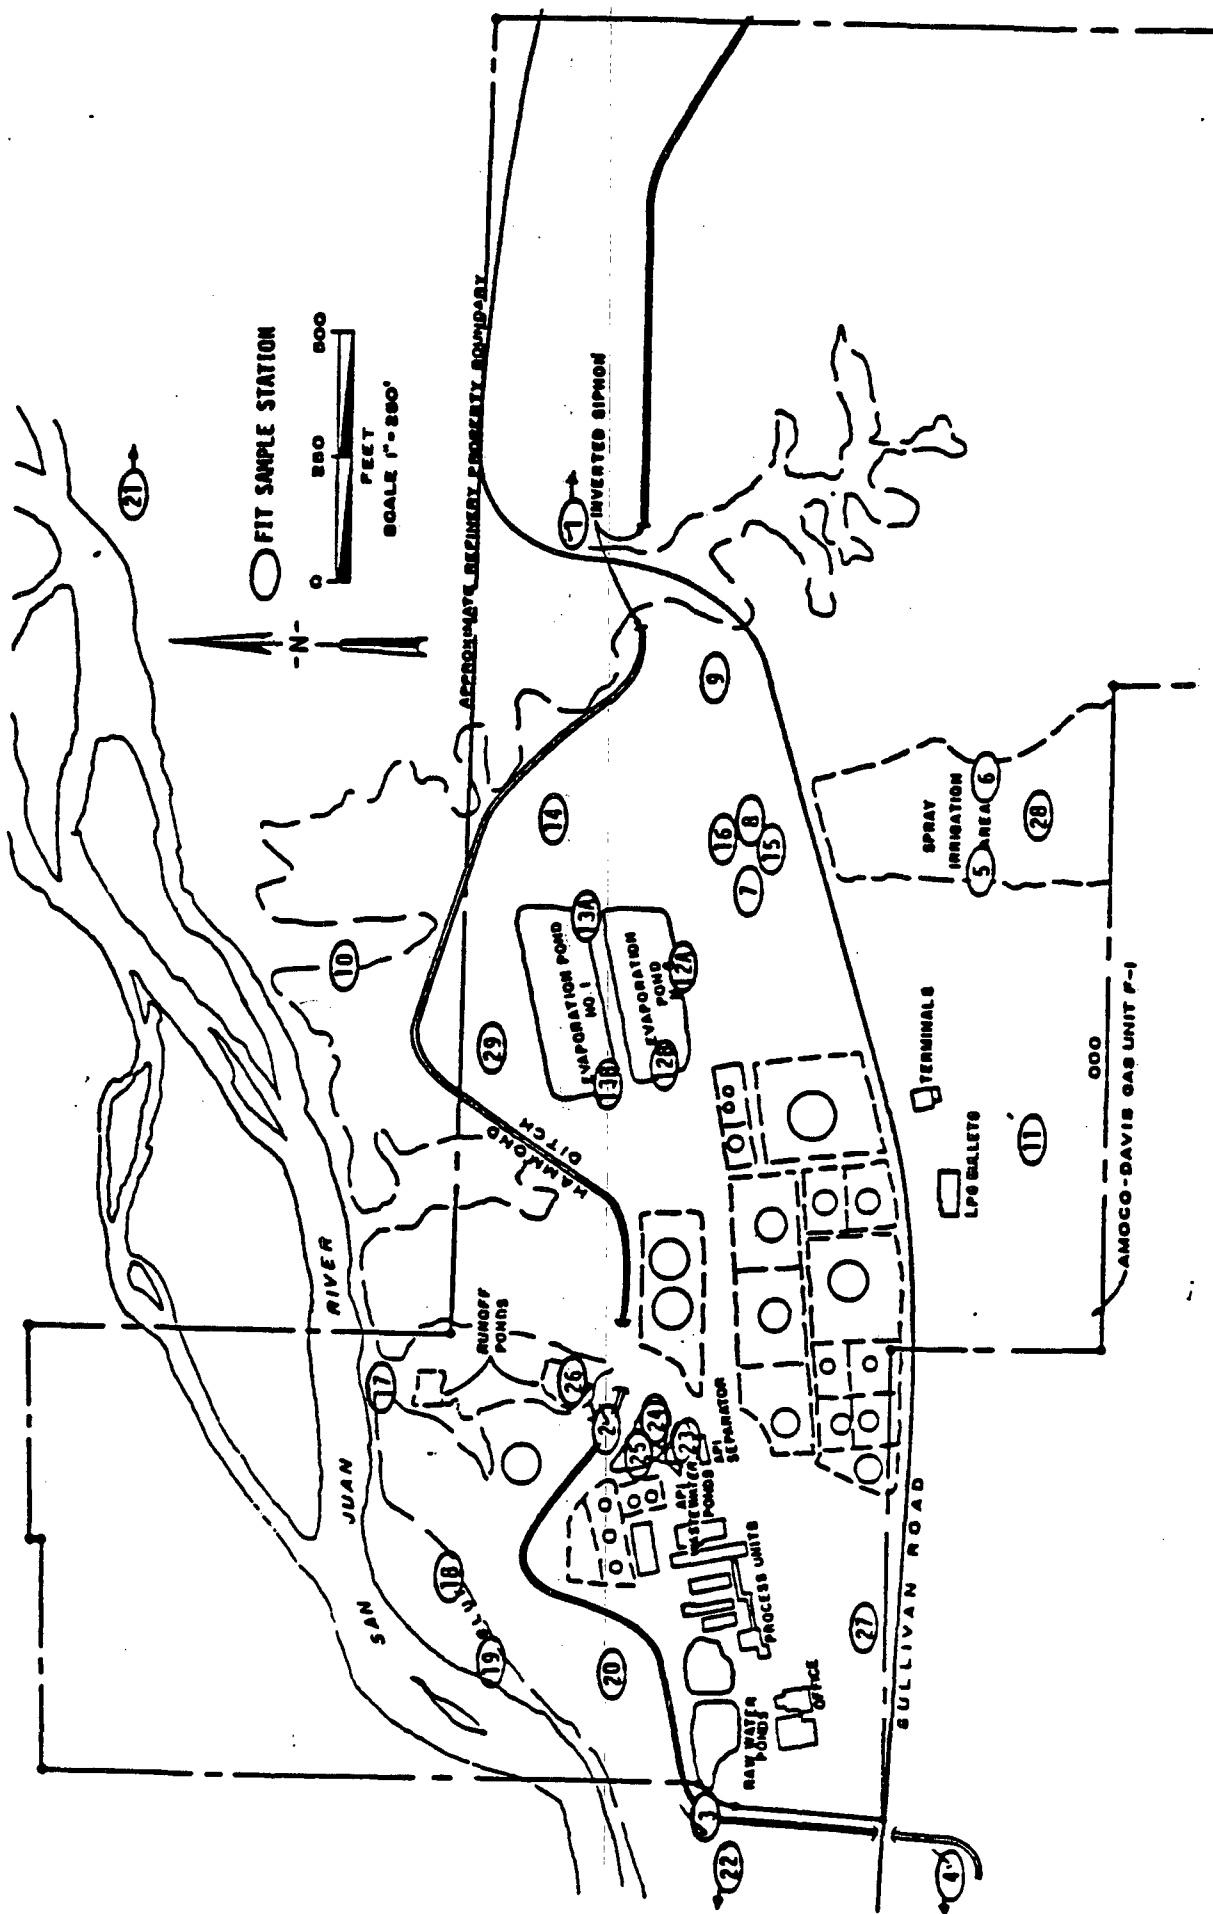 FIT SAMPLE STATION
0 250 500
FEET
SCALE 1"=250'
-N-
21
APPROXIMATE REFINERY PROPERTY BOUNDARY
1
INVERTED SIPHON
SAN JUAN RIVER
10
17
18
19
RUNOFF
PONDS
26
HAMMOND
DITCH
29
14
9
EVAPORATION POND
NO. 1
13A
13B
EVAPORATION
POND
12A
12B
16
8
7
15
2
24
25
23
API
SEPARATOR
API
WASTEWATER
PONDS
PROCESS UNITS
20
RAW WATER
PONDS
OFFICE
3
22
4
27
SULLIVAN ROAD
TERMINALS
LPG BULLETS
11
SPRAY
IRRIGATION
AREA
5
6
28
000
AMOCO-DAVIS GAS UNIT F-1